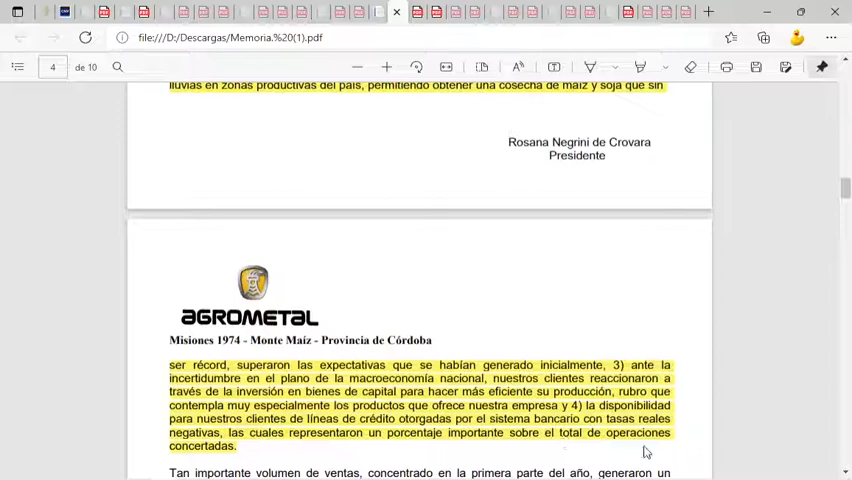 file:///D:/Descargas/Memoria.%20(1).pdf
4 de 10
lluvias en zonas productivas del país, permitiendo obtener una cosecha de maíz y soja que sin
Rosana Negrini de Crovara
Presidente
AGROMETAL
Misiones 1974 - Monte Maíz - Provincia de Córdoba
ser récord, superaron las expectativas que se habían generado inicialmente, 3) ante la
incertidumbre en el plano de la macroeconomía nacional, nuestros clientes reaccionaron a
través de la inversión en bienes de capital para hacer más eficiente su producción, rubro que
contempla muy especialmente los productos que ofrece nuestra empresa y 4) la disponibilidad
para nuestros clientes de líneas de crédito otorgadas por el sistema bancario con tasas reales
negativas, las cuales representaron un porcentaje importante sobre el total de operaciones
concertadas.
Tan importante volumen de ventas, concentrado en la primera parte del año, generaron un